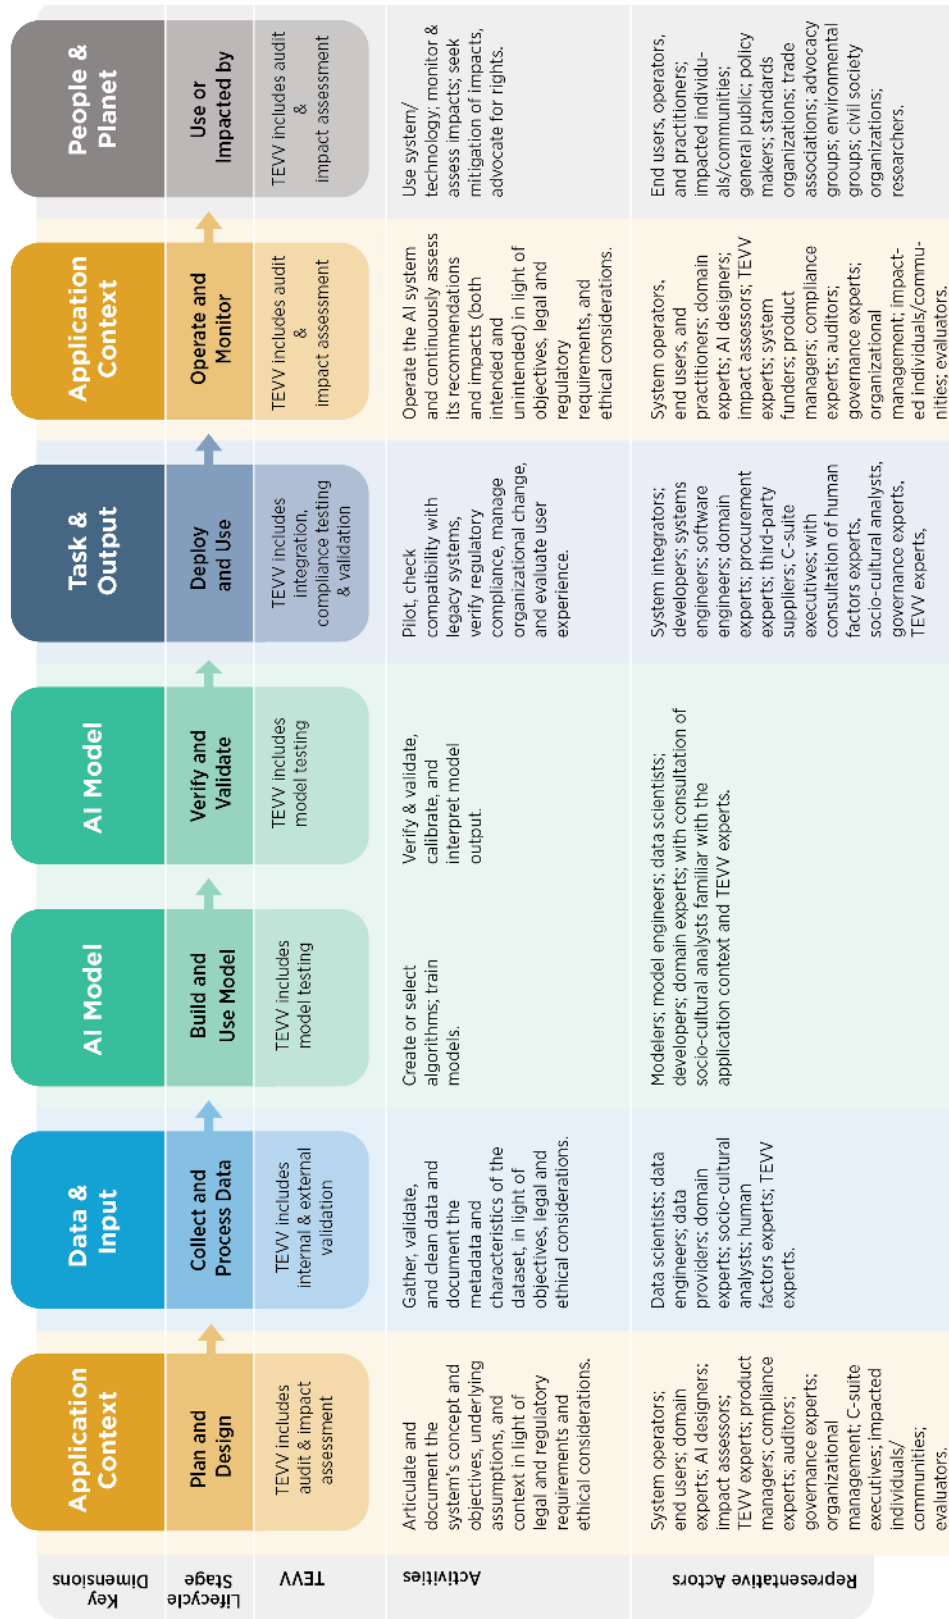 Key
Dimensions
Lifecycle
Stage
TEVV
Activities
Representative Actors
Application
Context
Plan and
Design
TEVV includes
audit & impact
assessment
Articulate and
document the
system's concept and
objectives, underlying
assumptions, and
context in light of
legal and regulatory
requirements and
ethical considerations.
System operators;
end users; domain
experts; AI designers;
impact assessors;
TEVV experts; product
managers; compliance
experts; auditors;
governance experts;
organizational
management; C-suite
executives; impacted
individuals/
communities;
evaluators.
Data &
Input
Collect and
Process Data
TEVV includes
internal & external
validation
Gather, validate,
and clean data and
document the
metadata and
characteristics of the
dataset, in light of
objectives, legal and
ethical considerations.
Data scientists; data
engineers; data
providers; domain
experts; socio-cultural
analysts; human
factors experts; TEVV
experts.
AI Model
Build and
Use Model
TEVV includes
model testing
Create or select
algorithms; train
models.
AI Model
Verify and
Validate
TEVV includes
model testing
Verify & validate,
calibrate, and
interpret model
output.
Modelers; model engineers; data scientists;
developers; domain experts; with consultation of
socio-cultural analysts familiar with the
application context and TEVV experts.
Task &
Output
Deploy
and Use
TEVV includes
integration,
compliance testing
& validation
Pilot, check
compatibility with
legacy systems,
verify regulatory
compliance, manage
organizational change,
and evaluate user
experience.
System integrators;
developers; systems
engineers; software
engineers; domain
experts; procurement
experts; third-party
suppliers; C-suite
executives; with
consultation of human
factors experts,
socio-cultural analysts,
governance experts,
TEVV experts,
Application
Context
Operate and
Monitor
TEVV includes audit
&
impact assessment
Operate the AI system
and continuously assess
its recommendations
and impacts (both
intended and
unintended) in light of
objectives, legal and
regulatory
requirements, and
ethical considerations.
System operators,
end users, and
practitioners; domain
experts; AI designers;
impact assessors; TEVV
experts; system
funders; product
managers; compliance
experts; auditors;
governance experts;
organizational
management; impact-
ed individuals/commu-
nities; evaluators.
People &
Planet
Use or
Impacted by
TEVV includes audit
&
impact assessment
Use system/
technology; monitor &
assess impacts; seek
mitigation of impacts,
advocate for rights.
End users, operators,
and practitioners;
impacted individu-
als/communities;
general public; policy
makers; standards
organizations; trade
associations; advocacy
groups; environmental
groups; civil society
organizations;
researchers.